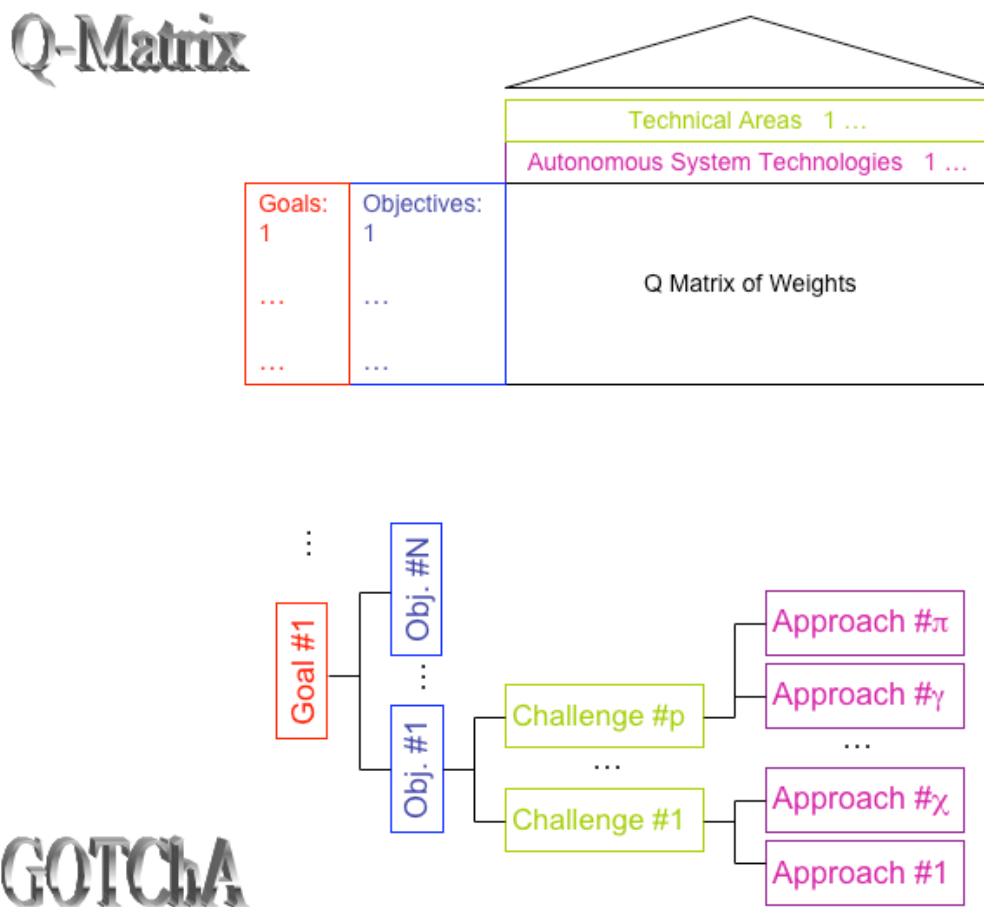 Q-Matrix
Technical Areas 1 …
Autonomous System Technologies 1 …
Goals:
1
…
…
Objectives:
1
…
…
Q Matrix of Weights
…
Goal #1
Obj. #N
…
Obj. #1
Challenge #p
…
Challenge #1
Approach #π
Approach #γ
…
Approach #χ
Approach #1
GOTChA